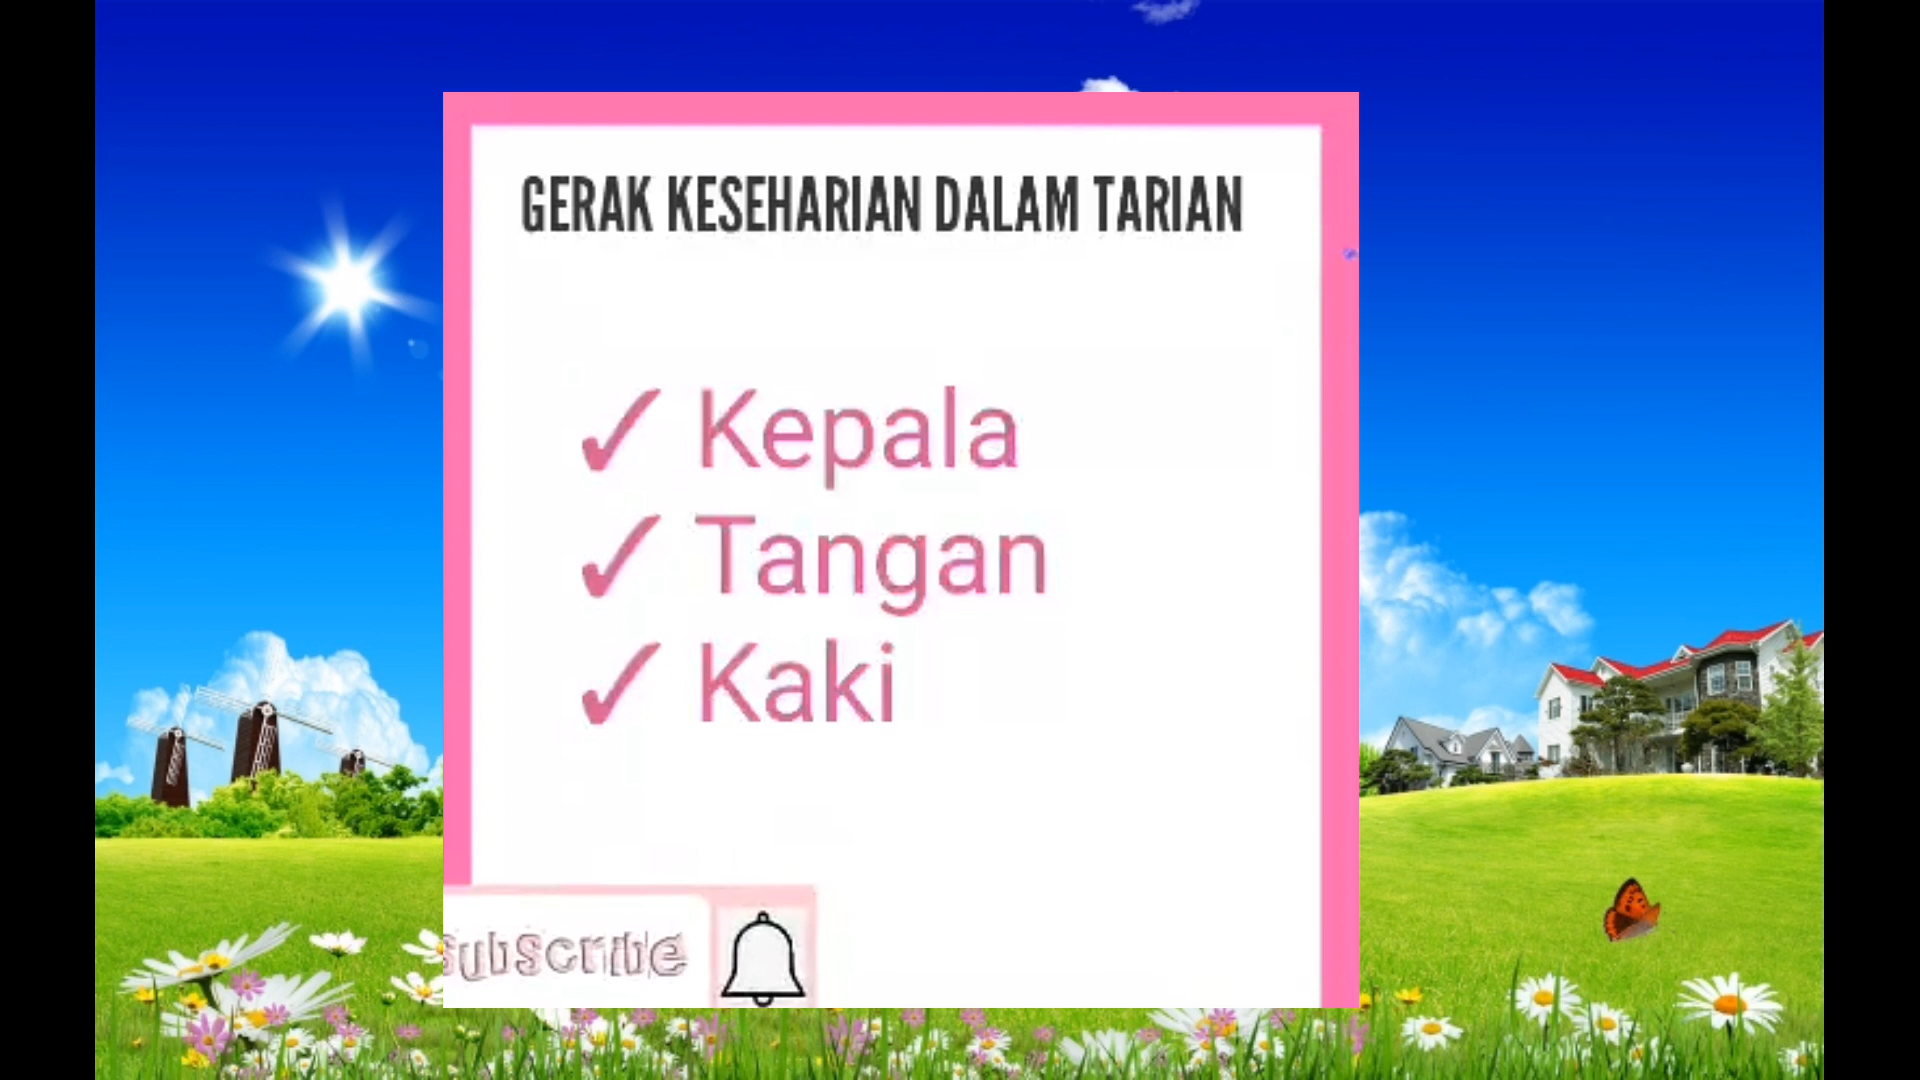 GERAK KESEHARIAN DALAM TARIAN
✓ Kepala
✓ Tangan
✓ Kaki
subscribe